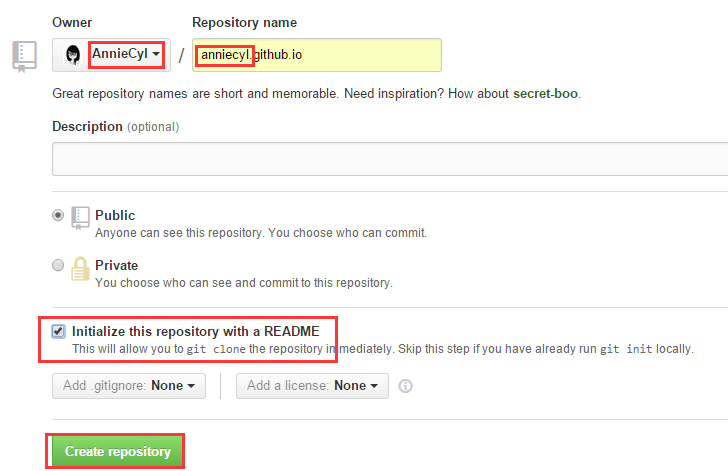 Owner Repository name
AnnieCyl / anniecyl.github.io
Great repository names are short and memorable. Need inspiration? How about secret-boo.
Description (optional)
Public
Anyone can see this repository. You choose who can commit.
Private
You choose who can see and commit to this repository.
Initialize this repository with a README
This will allow you to git clone the repository immediately. Skip this step if you have already run git init locally.
Add .gitignore: None Add a license: None
Create repository